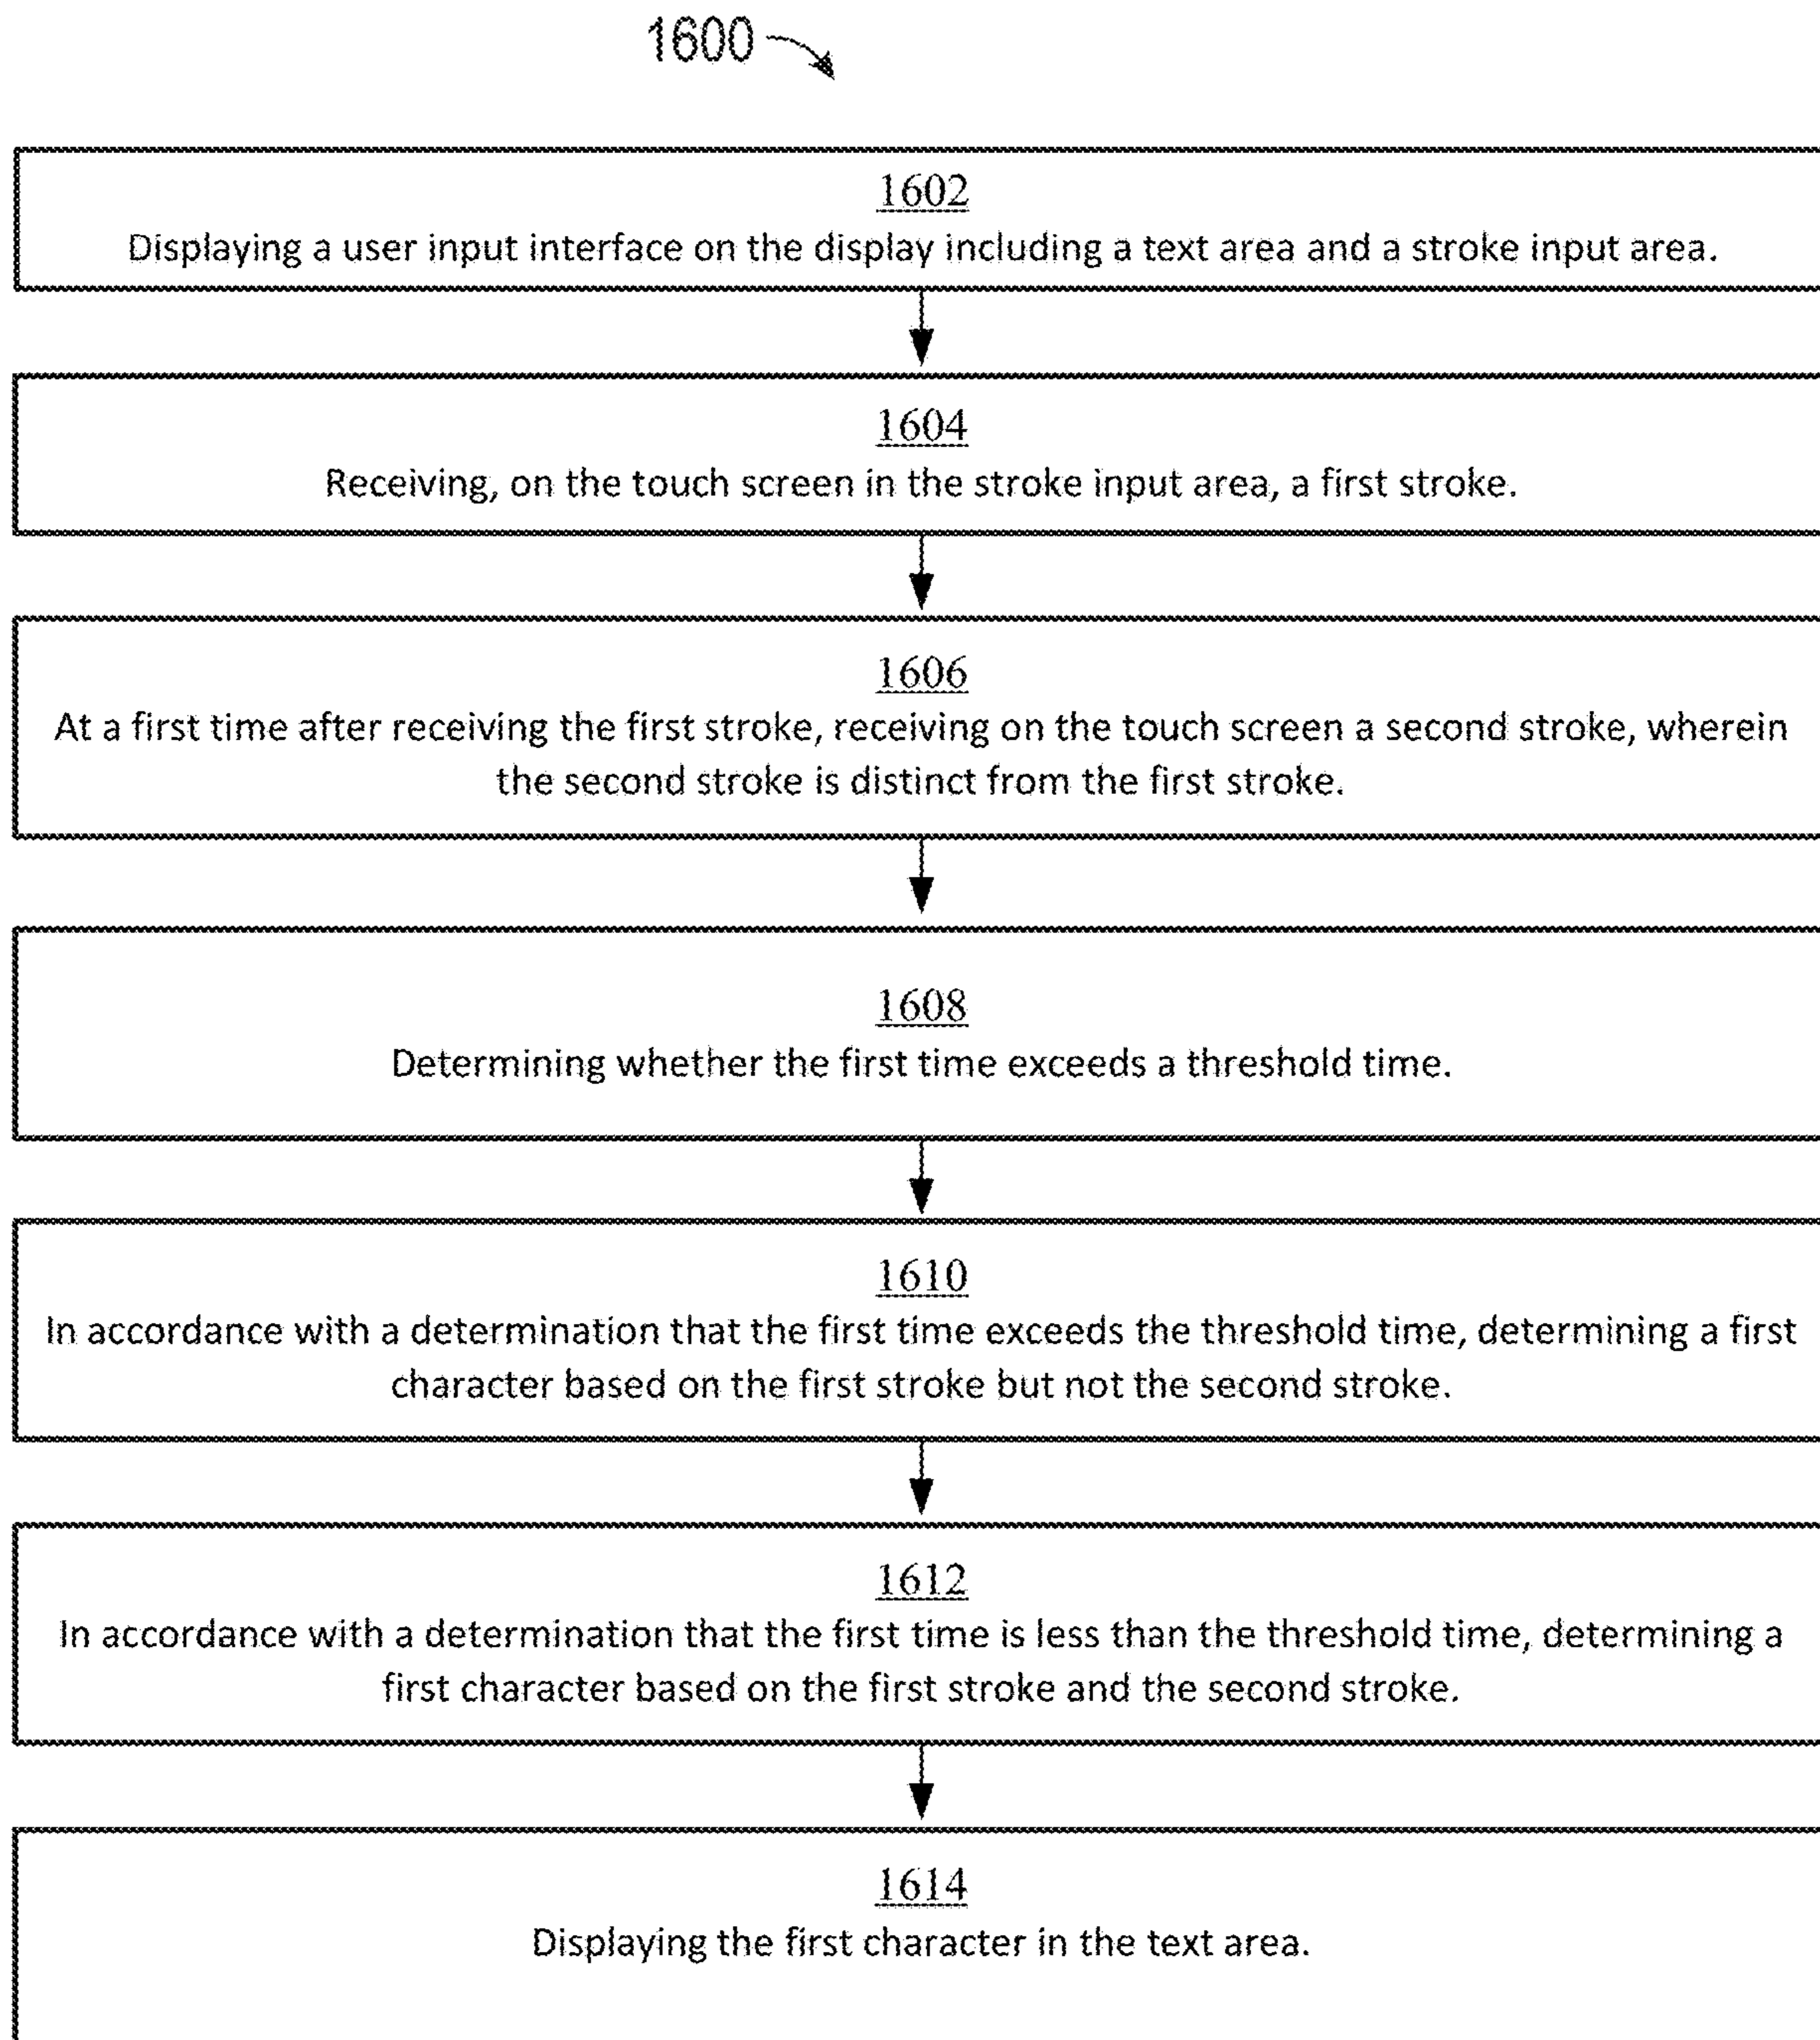 1600
1602
Displaying a user input interface on the display including a text area and a stroke input area.
1604
Receiving, on the touch screen in the stroke input area, a first stroke.
1606
At a first time after receiving the first stroke, receiving on the touch screen a second stroke, wherein
the second stroke is distinct from the first stroke.
1608
Determining whether the first time exceeds a threshold time.
1610
In accordance with a determination that the first time exceeds the threshold time, determining a first
character based on the first stroke but not the second stroke.
1612
In accordance with a determination that the first time is less than the threshold time, determining a
first character based on the first stroke and the second stroke.
1614
Displaying the first character in the text area.